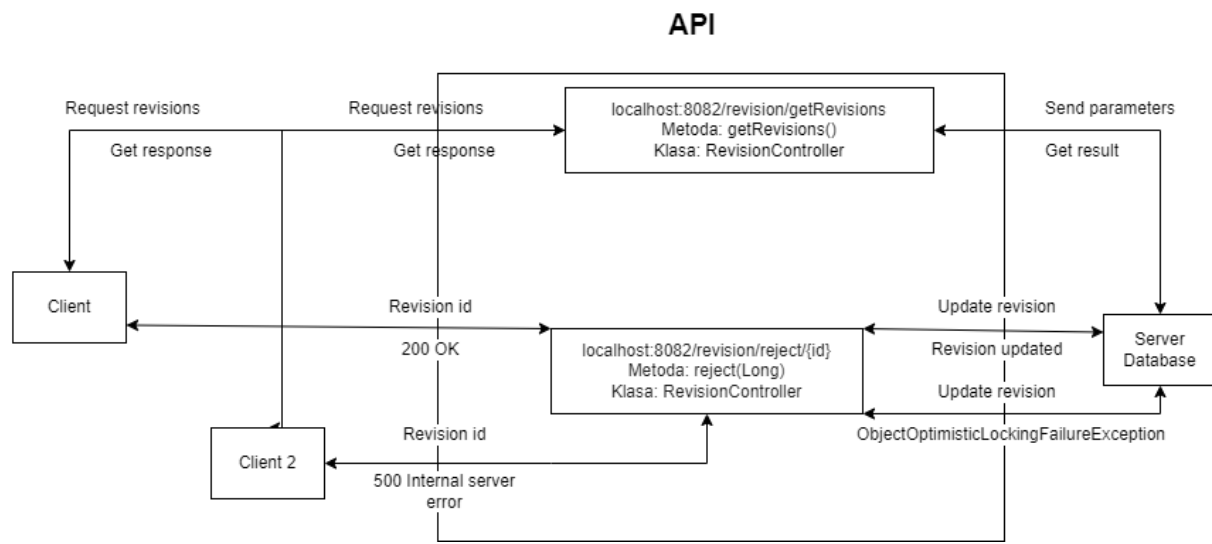 API
Request revisions
Request revisions
localhost:8082/revision/getRevisions
Metoda: getRevisions()
Klasa: RevisionController
Send parameters
Get response
Get response
Get result
Client
Revision id
200 OK
localhost:8082/revision/reject/{id}
Metoda: reject(Long)
Klasa: RevisionController
Update revision
Revision updated
Update revision
ObjectOptimisticLockingFailureException
Server
Database
Client 2
Revision id
500 Internal server
error